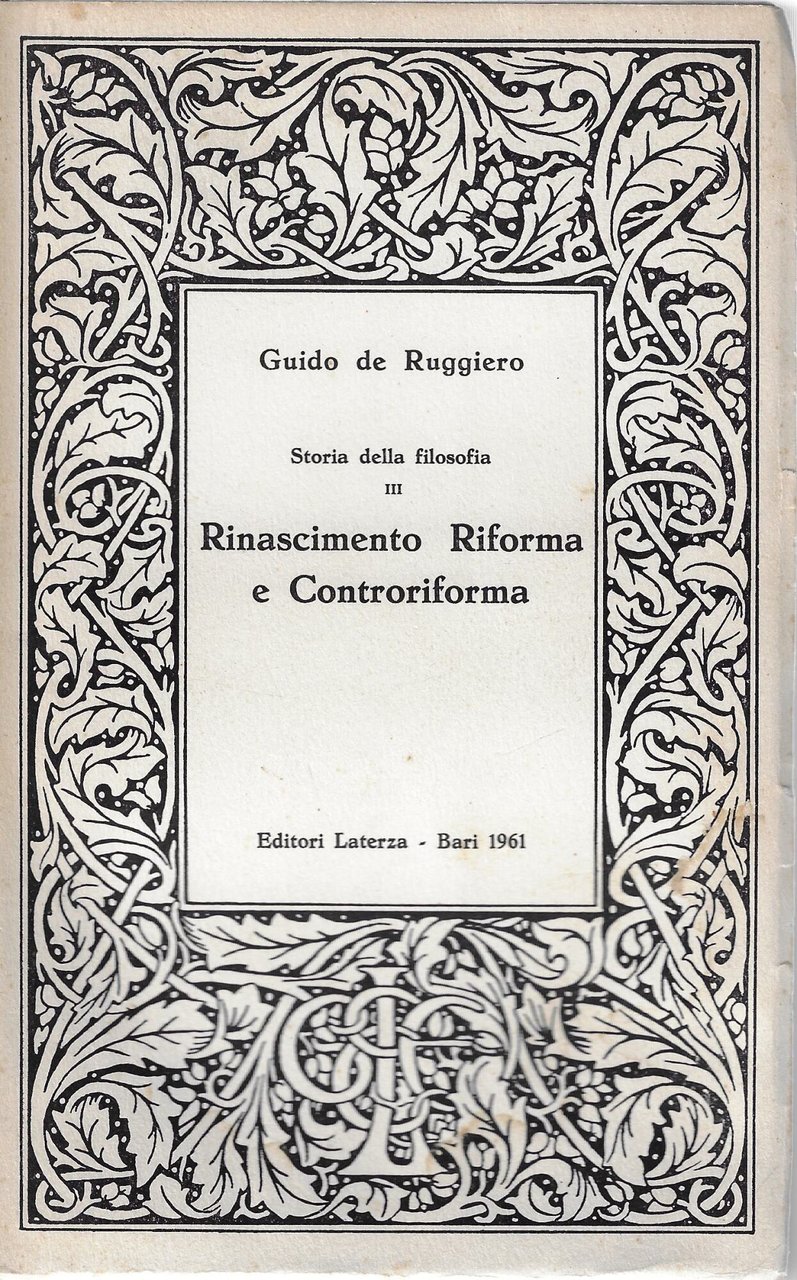 Guido de Ruggiero
Storia della filosofia
III
Rinascimento Riforma
e Controriforma
Editori Laterza - Bari 1961